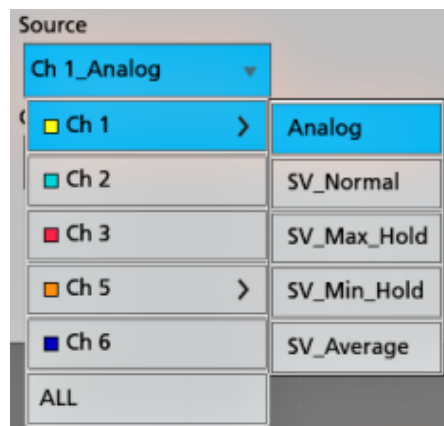 Source
Ch 1_Analog
Ch 1
Analog
Ch 2
SV_Normal
Ch 3
SV_Max_Hold
Ch 5
SV_Min_Hold
Ch 6
SV_Average
ALL